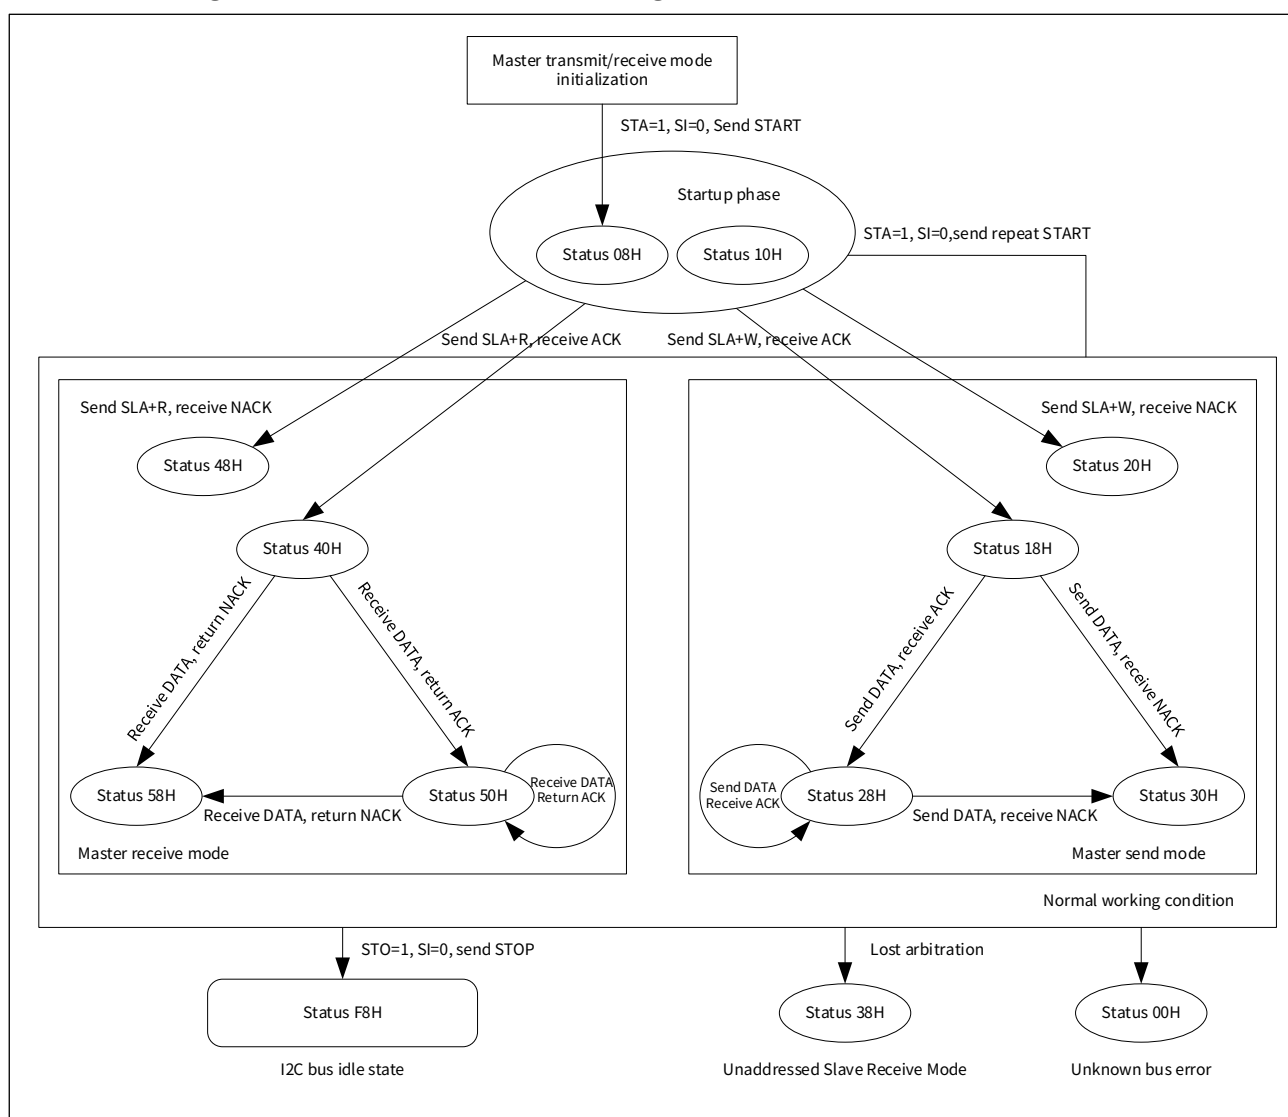 Master transmit/receive mode
initialization
STA=1, SI=0, Send START
Startup phase
STA=1, SI=0,send repeat START
Status 08H
Status 10H
Send SLA+R, receive ACK
Send SLA+W, receive ACK
Send SLA+R, receive NACK
Send SLA+W, receive NACK
Status 48H
Status 20H
Status 40H
Status 18H
Receive DATA, return NACK
Receive DATA, return ACK
Send DATA, receive ACK
Send DATA, receive NACK
Status 58H
Status 50H
Receive DATA
Return ACK
Send DATA
Receive ACK
Status 28H
Status 30H
Receive DATA, return NACK
Send DATA, receive NACK
Master receive mode
Master send mode
Normal working condition
STO=1, SI=0, send STOP
Lost arbitration
Status F8H
Status 38H
Status 00H
I2C bus idle state
Unaddressed Slave Receive Mode
Unknown bus error